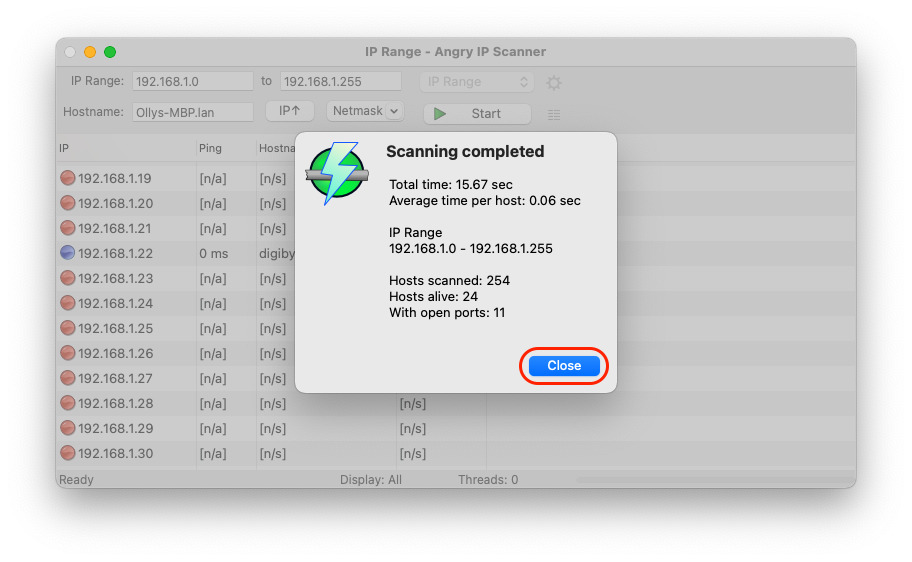 IP Range - Angry IP Scanner
IP Range: 192.168.1.0 to 192.168.1.255 IP Range
Hostname: Ollys-MBP.lan IP↑ Netmask Start
IP Ping Hostna
192.168.1.19 [n/a] [n/s]
192.168.1.20 [n/a] [n/s]
192.168.1.21 [n/a] [n/s]
192.168.1.22 0 ms digiby
192.168.1.23 [n/a] [n/s]
192.168.1.24 [n/a] [n/s]
192.168.1.25 [n/a] [n/s]
192.168.1.26 [n/a] [n/s]
192.168.1.27 [n/a] [n/s]
192.168.1.28 [n/a] [n/s] [n/s]
192.168.1.29 [n/a] [n/s] [n/s]
192.168.1.30 [n/a] [n/s] [n/s]
Ready Display: All Threads: 0
Scanning completed
Total time: 15.67 sec
Average time per host: 0.06 sec
IP Range
192.168.1.0 - 192.168.1.255
Hosts scanned: 254
Hosts alive: 24
With open ports: 11
Close